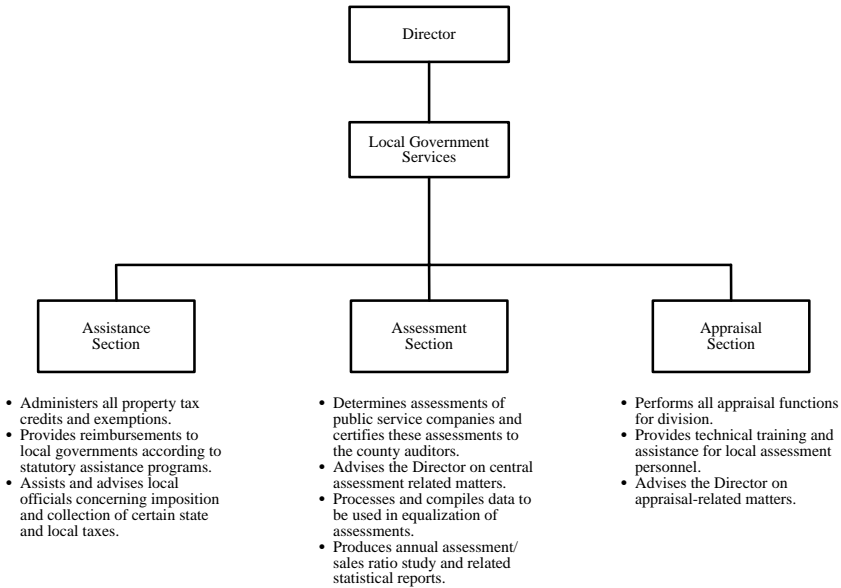 Director
Local Government
Services
Assistance
Section
Assessment
Section
Appraisal
Section
• Administers all property tax
credits and exemptions.
• Provides reimbursements to
local governments according to
statutory assistance programs.
• Assists and advises local
officials concerning imposition
and collection of certain state
and local taxes.
• Determines assessments of
public service companies and
certifies these assessments to
the county auditors.
• Advises the Director on central
assessment related matters.
• Processes and compiles data to
be used in equalization of
assessments.
• Produces annual assessment/
sales ratio study and related
statistical reports.
• Performs all appraisal functions
for division.
• Provides technical training and
assistance for local assessment
personnel.
• Advises the Director on
appraisal-related matters.